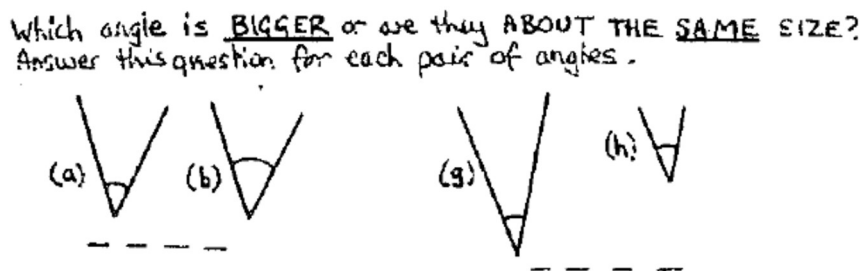 Which angle is BIGGER or are they ABOUT THE SAME SIZE?
Answer this question for each pair of angles.
(a) (b) (g) (h)